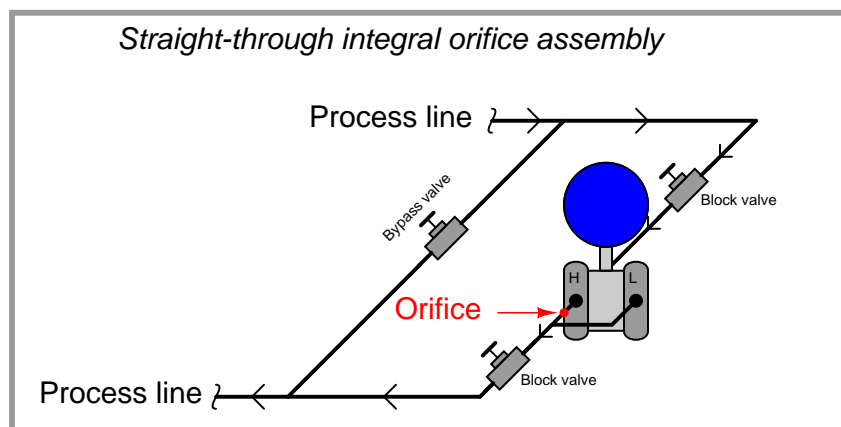 Straight-through integral orifice assembly
Process line
Bypass valve
Block valve
H
L
Orifice
Block valve
Process line